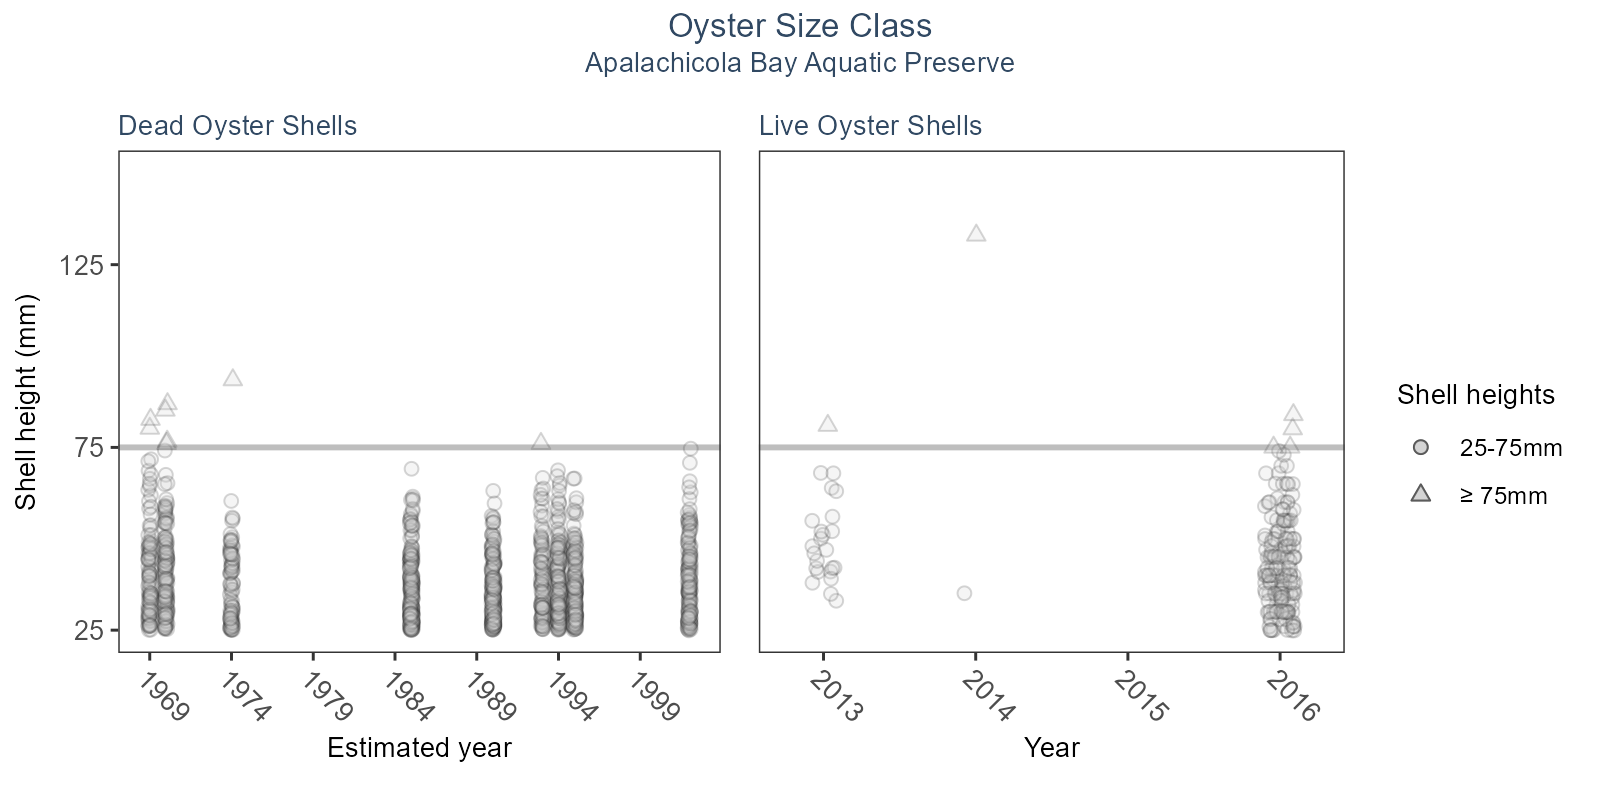 Oyster Size Class
Apalachicola Bay Aquatic Preserve
Dead Oyster Shells
Live Oyster Shells
Shell height (mm)
125
75
25
1969
1974
1979
1984
1989
1994
1999
Estimated year
2013
2014
2015
2016
Year
Shell heights
25-75mm
≥ 75mm